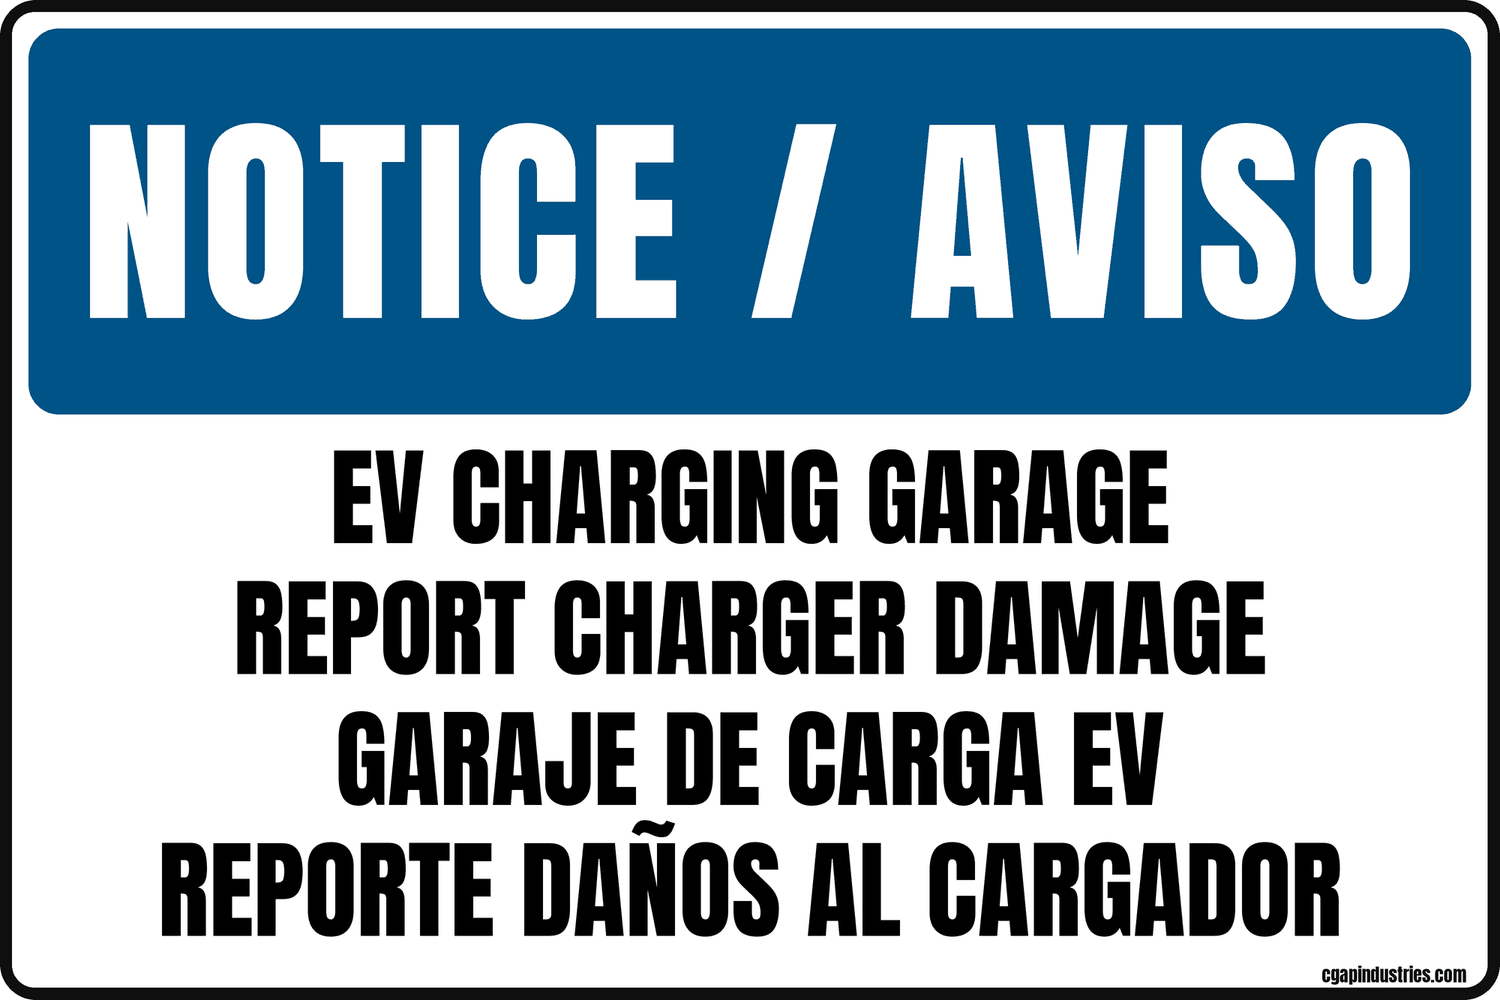 NOTICE / AVISO
EV CHARGING GARAGE
REPORT CHARGER DAMAGE
GARAJE DE CARGA EV
REPORTE DAÑOS AL CARGADOR
cgapindustries.com